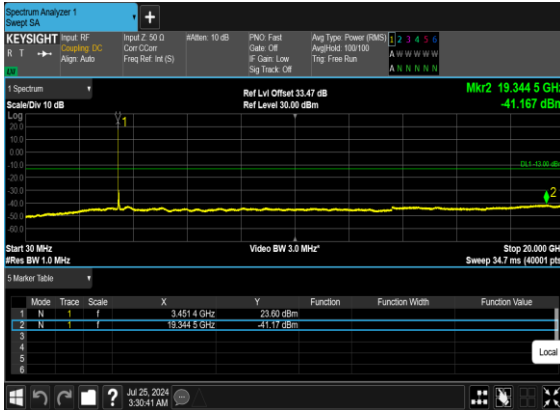 Spectrum Analyzer 1
Swept SA
+
KEYSIGHT Input: RF Input Z: 50 Ω #Atten: 10 dB PNO: Fast Avg Type: Power (RMS) 1 2 3 4 5 6
R T Coupling: DC Corr CCorr Gate: Off Avg|Hold: 100/100 A W W W W W
Align: Auto Freq Ref: Int (S) IF Gain: Low Trig: Free Run
LXI Sig Track: Off A N N N N N
1 Spectrum Ref Lvl Offset 33.47 dB Mkr2 19.344 5 GHz
Scale/Div 10 dB Ref Level 30.00 dBm -41.167 dBm
Log
1
20.0
10.0
0.00
-10.0
DL1 -13.00 dBm
-20.0
-30.0
2
-40.0
-50.0
-60.0
Start 30 MHz Video BW 3.0 MHz* Stop 20.000 GH
#Res BW 1.0 MHz Sweep 34.7 ms (40001 pts
5 Marker Table
Mode Trace Scale X Y Function Function Width Function Value
1 N 1 f 3.451 4 GHz 23.60 dBm
2 N 1 f 19.344 5 GHz -41.17 dBm
3
4
5
6
Local
? Jul 25, 2024
3:30:41 AM